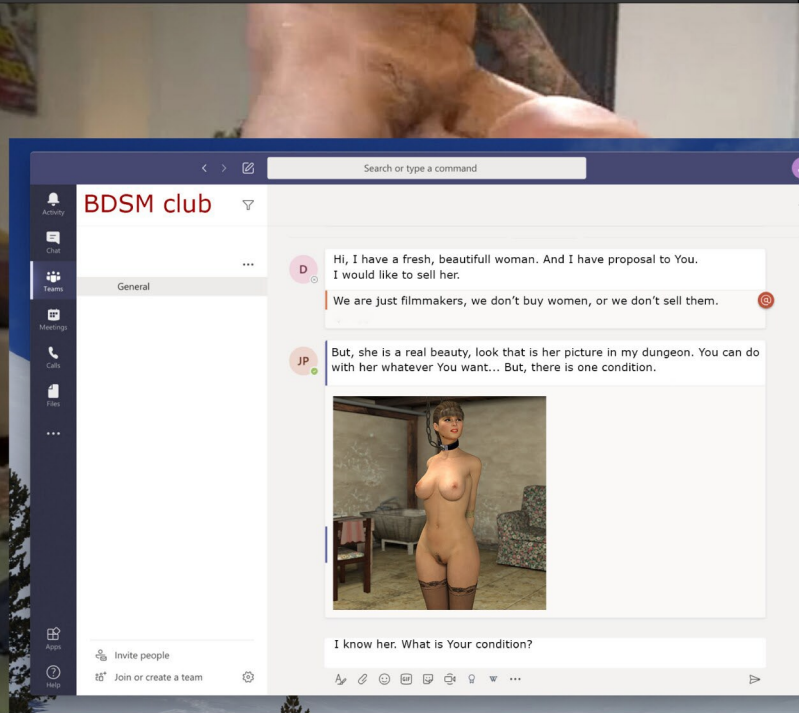 Search or type a command
Activity
BDSM club
Chat
...
Teams
General
Meetings
Calls
Files
...
Hi, I have a fresh, beautifull woman. And I have proposal to You.
I would like to sell her.
We are just filmmakers, we don't buy women, or we don't sell them.
D
JP
But, she is a real beauty, look that is her picture in my dungeon. You can do
with her whatever You want... But, there is one condition.
I know her. What is Your condition?
GIF
...
Apps
Invite people
Join or create a team
Help